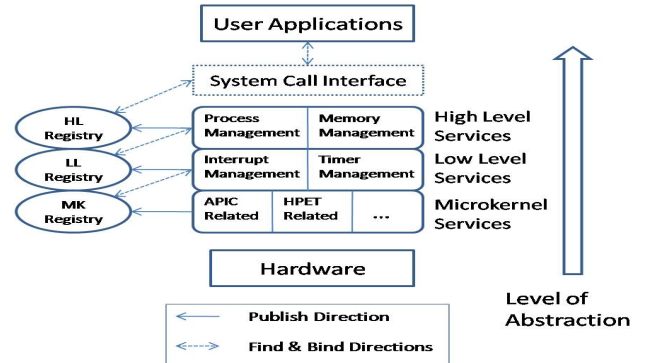 User Applications
System Call Interface
HL
Registry
Process
Management
Memory
Management
High Level
Services
LL
Registry
Interrupt
Management
Timer
Management
Low Level
Services
MK
Registry
APIC
Related
HPET
Related
...
Microkernel
Services
Hardware
Level of
Abstraction
Publish Direction
Find & Bind Directions